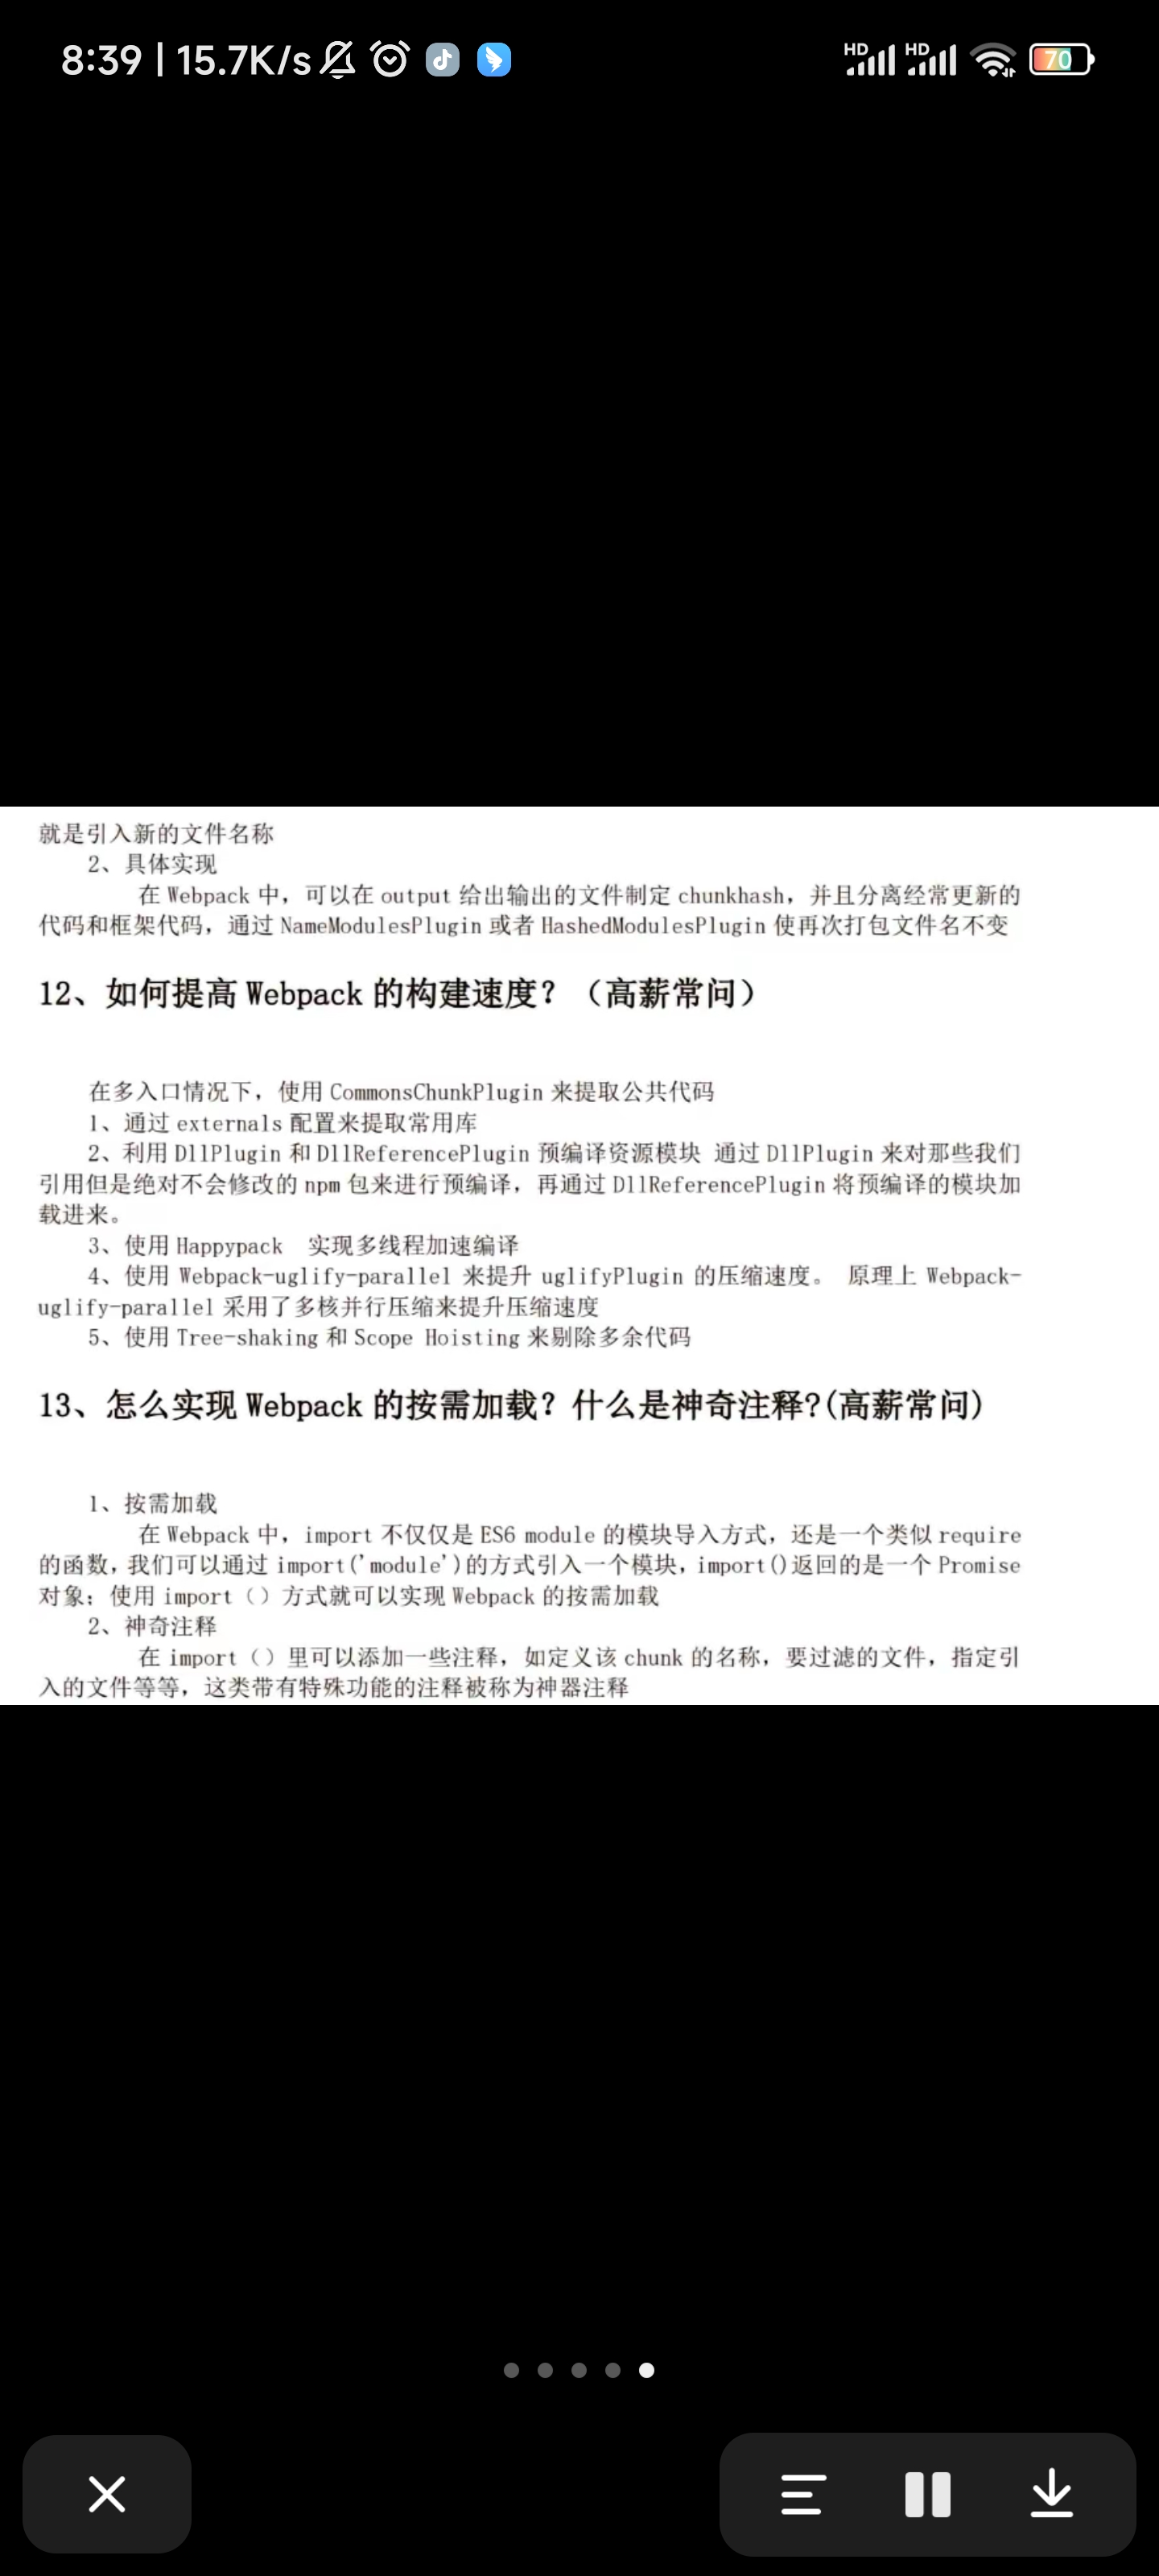 8:39 | 15.7K/s
HD HD 70
就是引入新的文件名称
2、具体实现
在 Webpack 中，可以在 output 给出输出的文件制定 chunkhash，并且分离经常更新的
代码和框架代码，通过 NameModulesPlugin 或者 HashedModulesPlugin 使再次打包文件名不变
12、如何提高 Webpack 的构建速度？（高薪常问）
在多入口情况下，使用 CommonsChunkPlugin 来提取公共代码
1、通过 externals 配置来提取常用库
2、利用 DllPlugin 和 DllReferencePlugin 预编译资源模块 通过 DllPlugin 来对那些我们
引用但是绝对不会修改的 npm 包来进行预编译，再通过 DllReferencePlugin 将预编译的模块加
载进来。
3、使用 Happypack  实现多线程加速编译
4、使用 Webpack-uglify-parallel 来提升 uglifyPlugin 的压缩速度。 原理上 Webpack-
uglify-parallel 采用了多核并行压缩来提升压缩速度
5、使用 Tree-shaking 和 Scope Hoisting 来剔除多余代码
13、怎么实现 Webpack 的按需加载？什么是神奇注释?(高薪常问)
1、按需加载
在 Webpack 中，import 不仅仅是 ES6 module 的模块导入方式，还是一个类似 require
的函数，我们可以通过 import('module')的方式引入一个模块，import()返回的是一个 Promise
对象；使用 import（）方式就可以实现 Webpack 的按需加载
2、神奇注释
在 import（）里可以添加一些注释，如定义该 chunk 的名称，要过滤的文件，指定引
入的文件等等，这类带有特殊功能的注释被称为神器注释